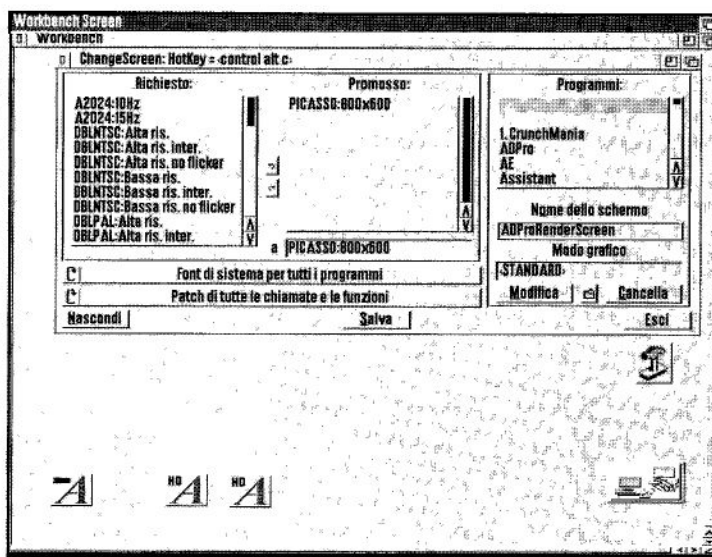 Workbench Screen
Workbench
ChangeScreen: HotKey = ‹control alt c›
Richiesto:
A2024:10Hz
A2024:15Hz
DBLNTSC:Alta ris.
DBLNTSC:Alta ris. inter.
DBLNTSC:Alta ris. no flicker
DBLNTSC:Bassa ris.
DBLNTSC:Bassa ris. inter.
DBLNTSC:Bassa ris. no flicker
DBLPAL:Alta ris.
DBLPAL:Alta ris. inter.
Promosso:
PICASSO:800x600
a PICASSO:800x600
Font di sistema per tutti i programmi
Patch di tutte le chiamate e le funzioni
Programmi:
1.CrunchMania
ADPro
AE
Assistant
Nome dello schermo
ADProRenderScreen
Modo grafico
‹STANDARD›
Modifica Cancella
Nascondi Salva Esci
A
HD A HD A